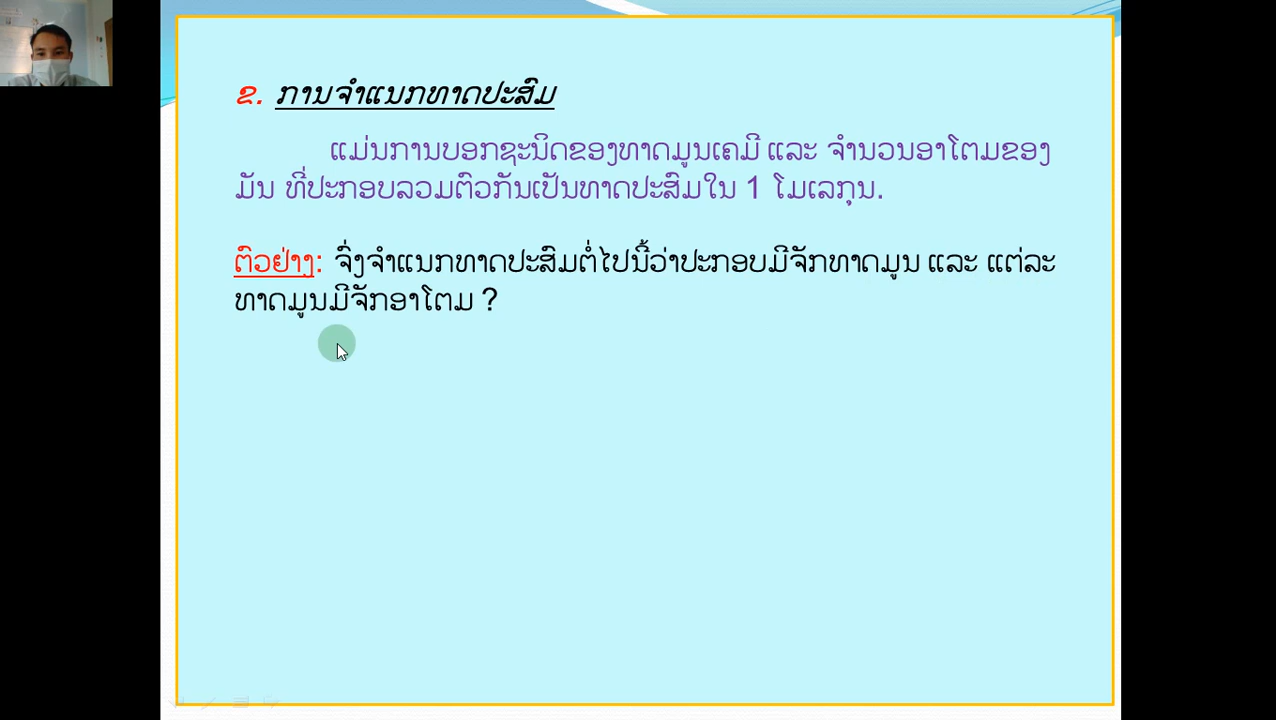 ຂ. ການຈຳແນກທາດປະສົມ
ແມ່ນການບອກຊະນິດຂອງທາດມູນເຄມີ ແລະ ຈຳນວນອາໂຕມຂອງ
ມັນ ທີ່ປະກອບລວມຕົວກັນເປັນທາດປະສົມໃນ 1 ໂມເລກຸນ.
ຕົວຢ່າງ: ຈົ່ງຈຳແນກທາດປະສົມຕໍ່ໄປນີ້ວ່າປະກອບມີຈັກທາດມູນ ແລະ ແຕ່ລະ
ທາດມູນມີຈັກອາໂຕມ ?